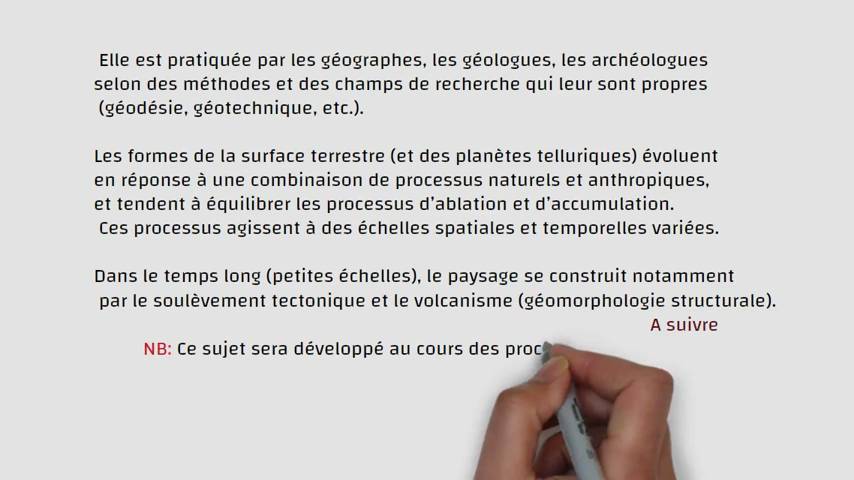 Elle est pratiquée par les géographes, les géologues, les archéologues
selon des méthodes et des champs de recherche qui leur sont propres
(géodésie, géotechnique, etc.).
Les formes de la surface terrestre (et des planètes telluriques) évoluent
en réponse à une combinaison de processus naturels et anthropiques,
et tendent à équilibrer les processus d'ablation et d'accumulation.
Ces processus agissent à des échelles spatiales et temporelles variées.
Dans le temps long (petites échelles), le paysage se construit notamment
par le soulèvement tectonique et le volcanisme (géomorphologie structurale).
A suivre
NB: Ce sujet sera développé au cours des proc